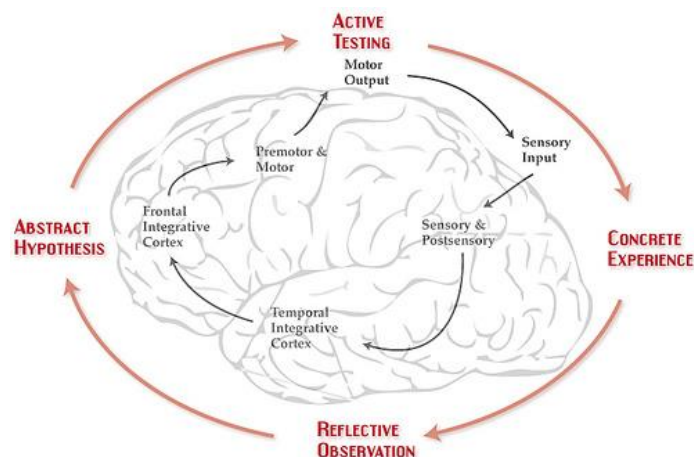 ACTIVE
TESTING
Motor
Output
Sensory
Input
Premotor &
Motor
Frontal
Integrative
Cortex
Sensory &
Postsensory
ABSTRACT
HYPOTHESIS
CONCRETE
EXPERIENCE
Temporal
Integrative
Cortex
REFLECTIVE
OBSERVATION